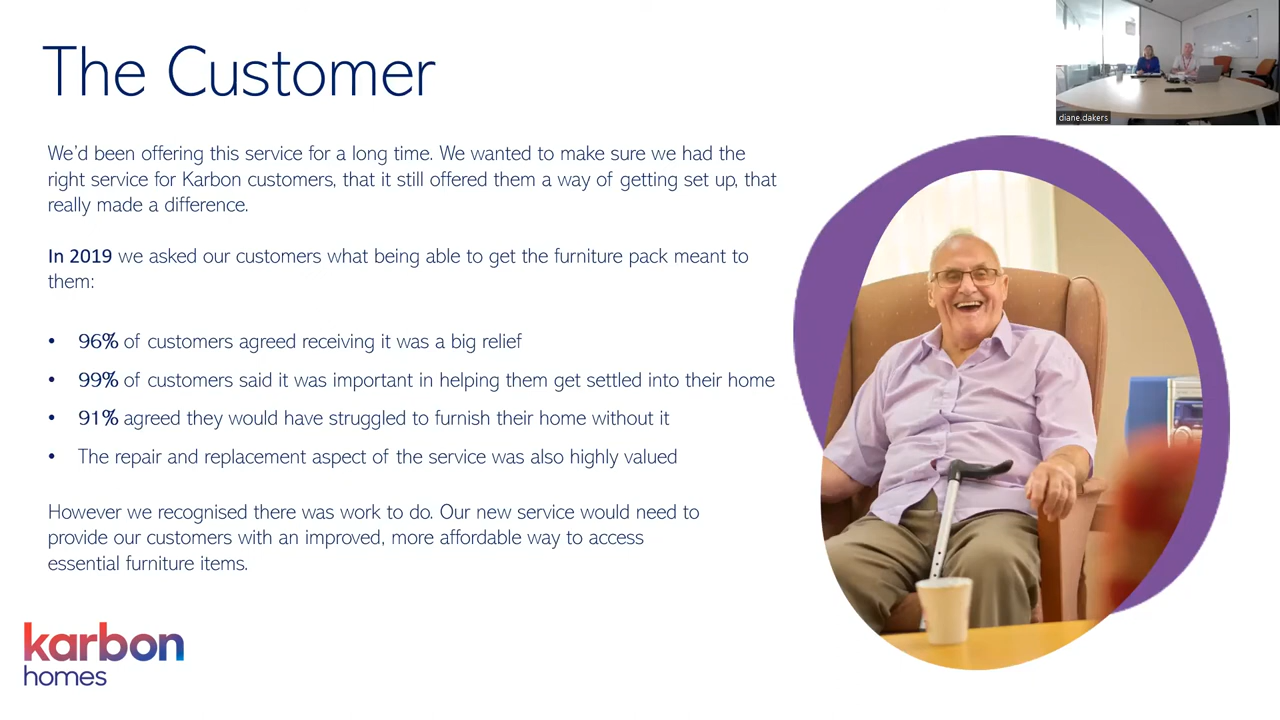 The Customer
diane.dakers
We'd been offering this service for a long time. We wanted to make sure we had the
right service for Karbon customers, that it still offered them a way of getting set up, that
really made a difference.
In 2019 we asked our customers what being able to get the furniture pack meant to
them:
• 96% of customers agreed receiving it was a big relief
• 99% of customers said it was important in helping them get settled into their home
• 91% agreed they would have struggled to furnish their home without it
• The repair and replacement aspect of the service was also highly valued
However we recognised there was work to do. Our new service would need to
provide our customers with an improved, more affordable way to access
essential furniture items.
karbon
homes